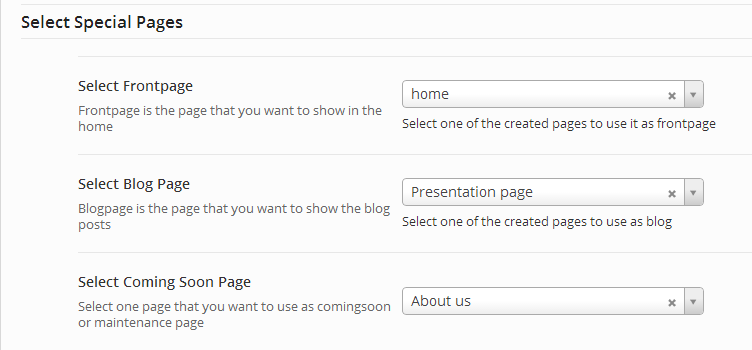 Select Special Pages
Select Frontpage
Frontpage is the page that you want to show in the
home
home
Select one of the created pages to use it as frontpage
Select Blog Page
Blogpage is the page that you want to show the blog
posts
Presentation page
Select one of the created pages to use as blog
Select Coming Soon Page
Select one page that you want to use as comingsoon
or maintenance page
About us